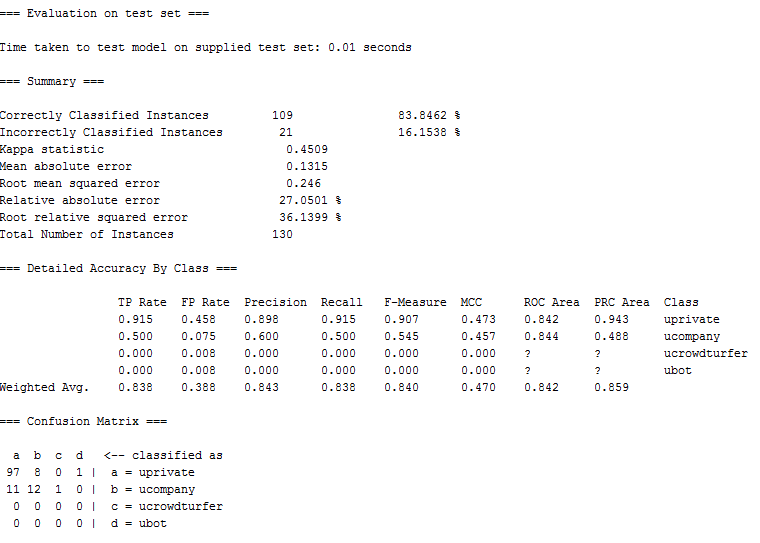 === Evaluation on test set ===
Time taken to test model on supplied test set: 0.01 seconds
=== Summary ===
Correctly Classified Instances 109 83.8462 %
Incorrectly Classified Instances 21 16.1538 %
Kappa statistic 0.4509
Mean absolute error 0.1315
Root mean squared error 0.246
Relative absolute error 27.0501 %
Root relative squared error 36.1399 %
Total Number of Instances 130
=== Detailed Accuracy By Class ===
TP Rate FP Rate Precision Recall F-Measure MCC ROC Area PRC Area Class
0.915 0.458 0.898 0.915 0.907 0.473 0.842 0.943 uprivate
0.500 0.075 0.600 0.500 0.545 0.457 0.844 0.488 ucompany
0.000 0.008 0.000 0.000 0.000 0.000 ? ? ucrowdturfer
0.000 0.008 0.000 0.000 0.000 0.000 ? ? ubot
Weighted Avg. 0.838 0.388 0.843 0.838 0.840 0.470 0.842 0.859
=== Confusion Matrix ===
a b c d <-- classified as
97 8 0 1 | a = uprivate
11 12 1 0 | b = ucompany
0 0 0 0 | c = ucrowdturfer
0 0 0 0 | d = ubot